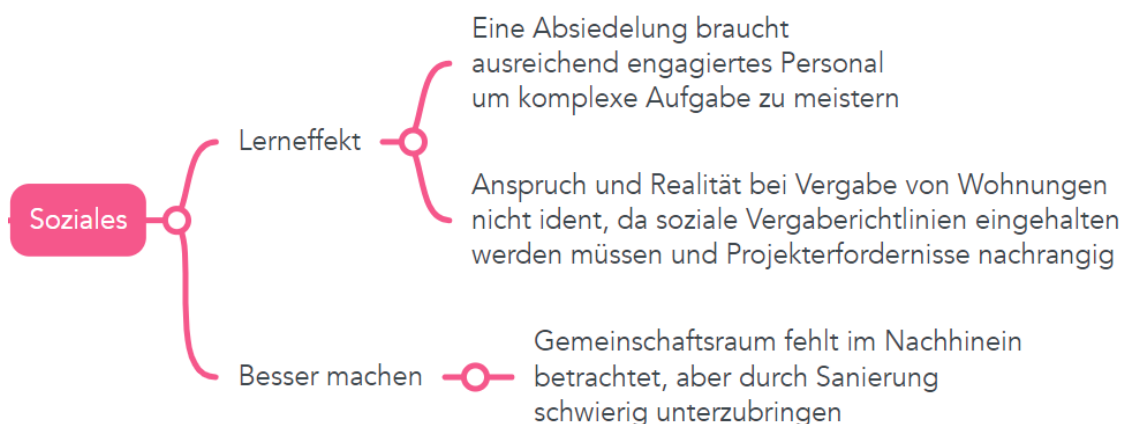 Soziales
Lerneffekt
Eine Absiedelung braucht
ausreichend engagiertes Personal
um komplexe Aufgabe zu meistern
Anspruch und Realität bei Vergabe von Wohnungen
nicht ident, da soziale Vergaberichtlinien eingehalten
werden müssen und Projekterfordernisse nachrangig
Besser machen
Gemeinschaftsraum fehlt im Nachhinein
betrachtet, aber durch Sanierung
schwierig unterzubringen